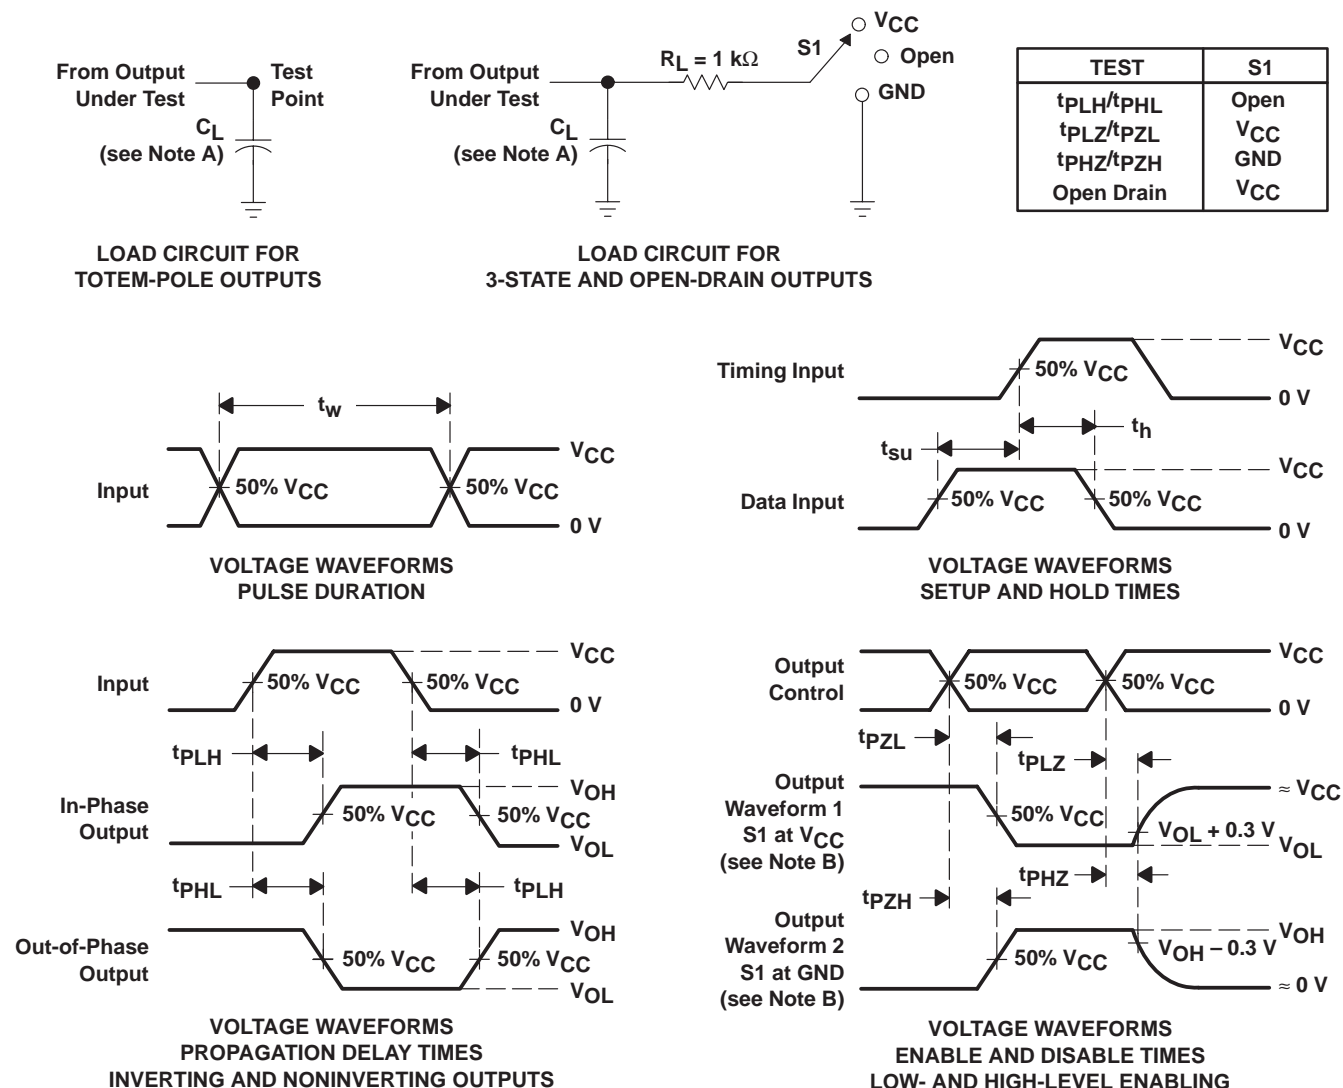 From Output
Under Test
Test
Point
CL
(see Note A)
LOAD CIRCUIT FOR
TOTEM-POLE OUTPUTS
From Output
Under Test
RL = 1 kΩ
S1
VCC
Open
GND
CL
(see Note A)
LOAD CIRCUIT FOR
3-STATE AND OPEN-DRAIN OUTPUTS
TEST S1
tPLH/tPHL Open
tPLZ/tPZL VCC
tPHZ/tPZH GND
Open Drain VCC
tw
Input
50% VCC
50% VCC
VCC
0 V
VOLTAGE WAVEFORMS
PULSE DURATION
Timing Input
50% VCC
VCC
0 V
th
tsu
Data Input
50% VCC
50% VCC
VCC
0 V
VOLTAGE WAVEFORMS
SETUP AND HOLD TIMES
Input
50% VCC
50% VCC
VCC
0 V
tPLH
tPHL
In-Phase
Output
50% VCC
50% VCC
VOH
VOL
tPHL
tPLH
Out-of-Phase
Output
50% VCC
50% VCC
VOH
VOL
VOLTAGE WAVEFORMS
PROPAGATION DELAY TIMES
INVERTING AND NONINVERTING OUTPUTS
Output
Control
50% VCC
50% VCC
VCC
0 V
tPZL
tPLZ
Output
Waveform 1
S1 at VCC
(see Note B)
50% VCC
≈ VCC
VOL + 0.3 V
VOL
tPZH
tPHZ
Output
Waveform 2
S1 at GND
(see Note B)
50% VCC
VOH
VOH – 0.3 V
≈ 0 V
VOLTAGE WAVEFORMS
ENABLE AND DISABLE TIMES
LOW- AND HIGH-LEVEL ENABLING